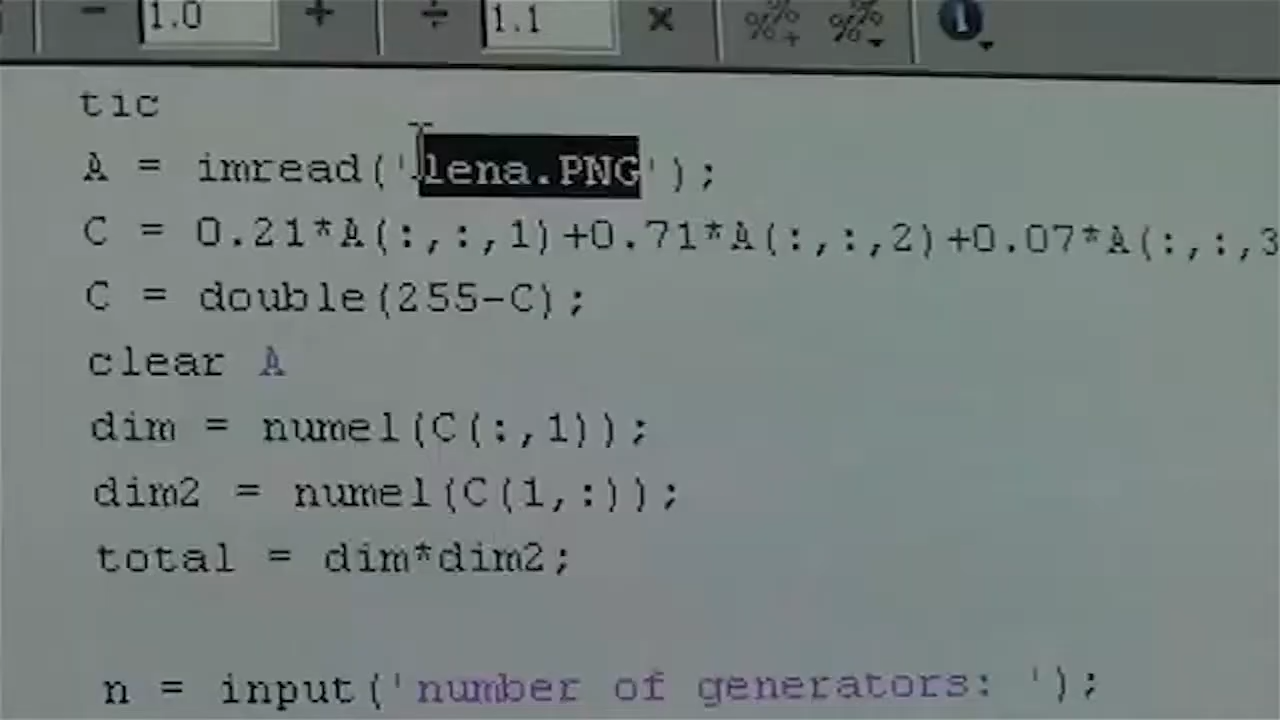 1.0 + ÷ 1.1 ×
tic
A = imread('lena.PNG');
C = 0.21*A(:,:,1)+0.71*A(:,:,2)+0.07*A(:,:,3
C = double(255-C);
clear A
dim = numel(C(:,1));
dim2 = numel(C(1,:));
total = dim*dim2;
n = input('number of generators: ');